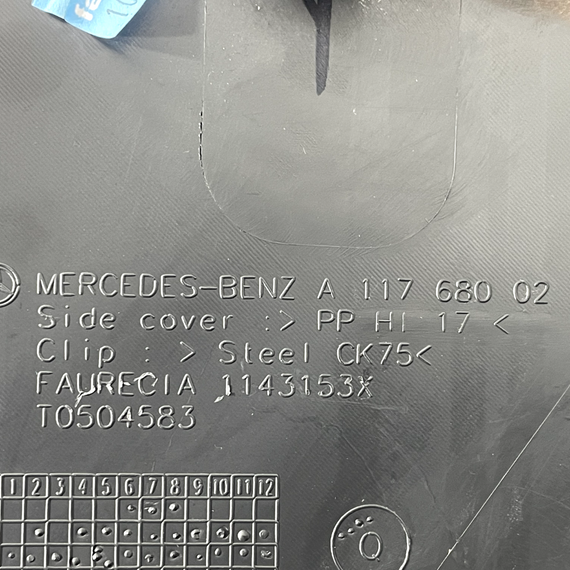 MERCEDES-BENZ A 117 680 02
Side cover :> PP HI 17 <
Clip : > Steel CK75<
FAURECIA 1143153X
T0504583
1 2 3 4 5 6 7 8 9 10 11 12
0